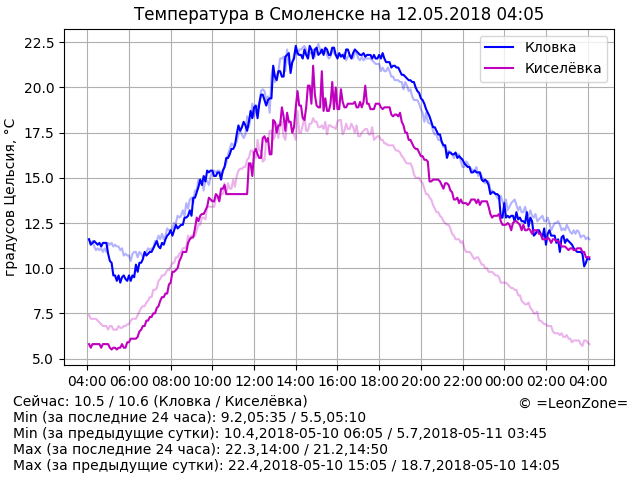 Температура в Смоленске на 12.05.2018 04:05
22.5
20.0
17.5
15.0
12.5
10.0
7.5
5.0
градусов Цельсия, °C
Кловка
Киселёвка
04:00 06:00 08:00 10:00 12:00 14:00 16:00 18:00 20:00 22:00 00:00 02:00 04:00
Сейчас: 10.5 / 10.6 (Кловка / Киселёвка)
© =LeonZone=
Min (за последние 24 часа): 9.2,05:35 / 5.5,05:10
Min (за предыдущие сутки): 10.4,2018-05-10 06:05 / 5.7,2018-05-11 03:45
Max (за последние 24 часа): 22.3,14:00 / 21.2,14:50
Max (за предыдущие сутки): 22.4,2018-05-10 15:05 / 18.7,2018-05-10 14:05